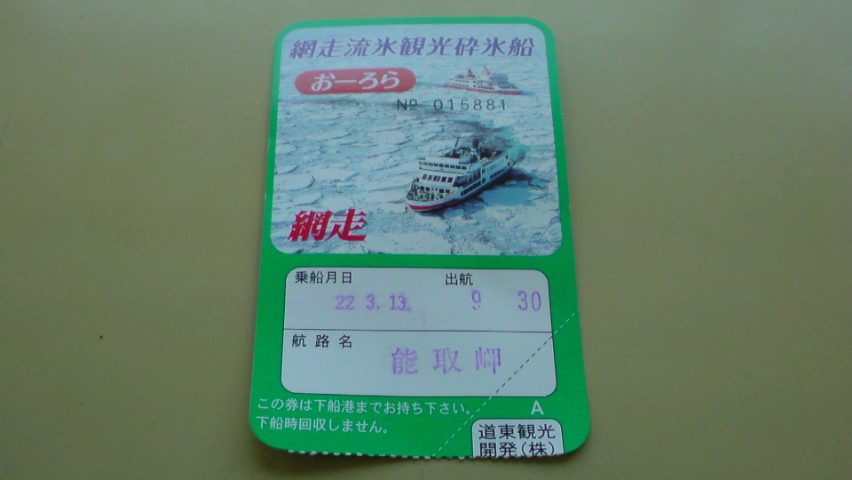 網走流氷観光砕氷船
おーろら
№ 015881
網走
乗船月日 出航
22 3.13. 9 30
航路名
能取岬
この券は下船港までお持ち下さい。
下船時回収しません。
A
道東観光
開発(株)